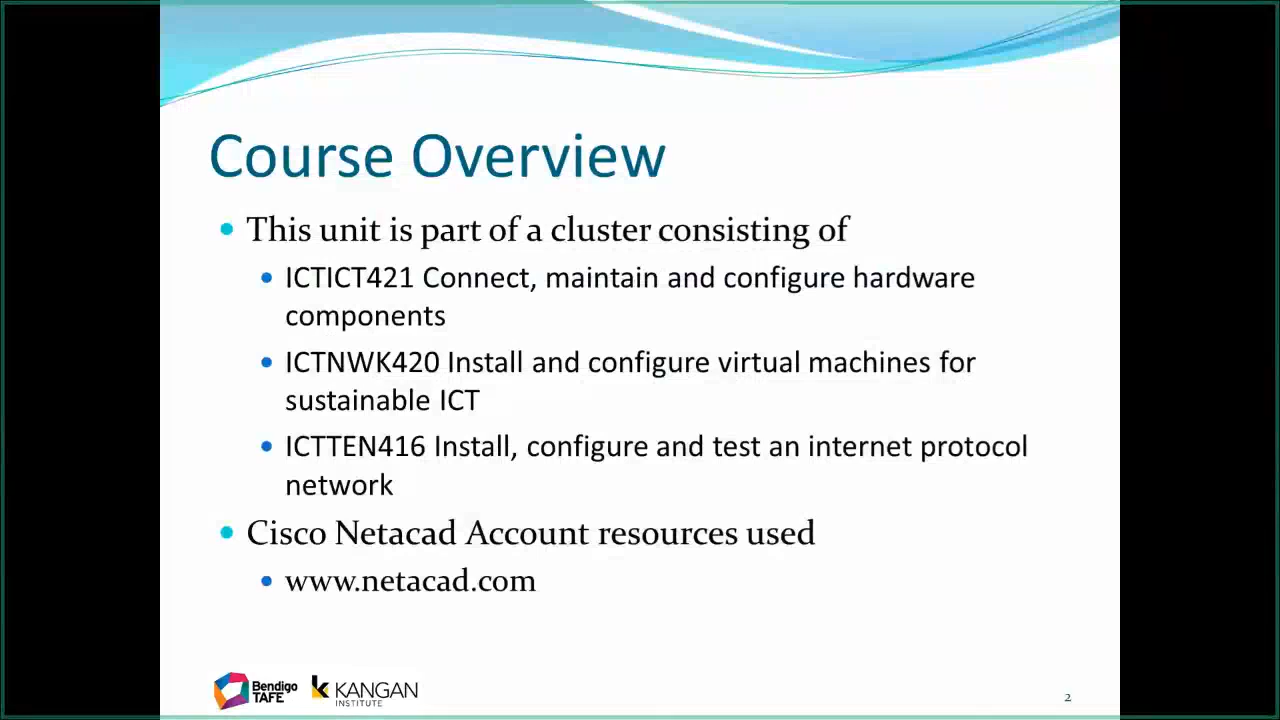 Course Overview
This unit is part of a cluster consisting of
ICTICT421 Connect, maintain and configure hardware
components
ICTNWK420 Install and configure virtual machines for
sustainable ICT
ICTTEN416 Install, configure and test an internet protocol
network
Cisco Netacad Account resources used
www.netacad.com
Bendigo
TAFE
KANGAN
INSTITUTE
2